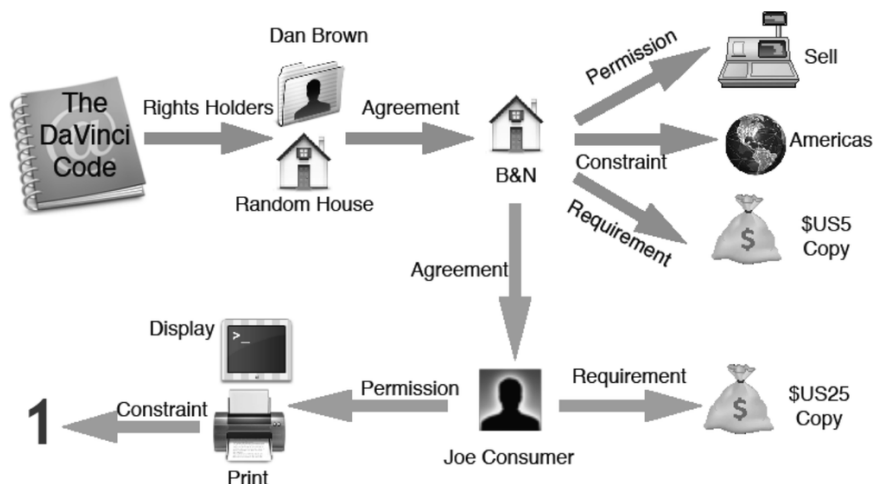 The
DaVinci
Code
Rights Holders
Dan Brown
Random House
Agreement
B&N
Permission
Sell
Constraint
Americas
Requirement
$US5
Copy
$
Agreement
Joe Consumer
Requirement
$US25
Copy
$
Permission
Display
>_
Print
Constraint
1